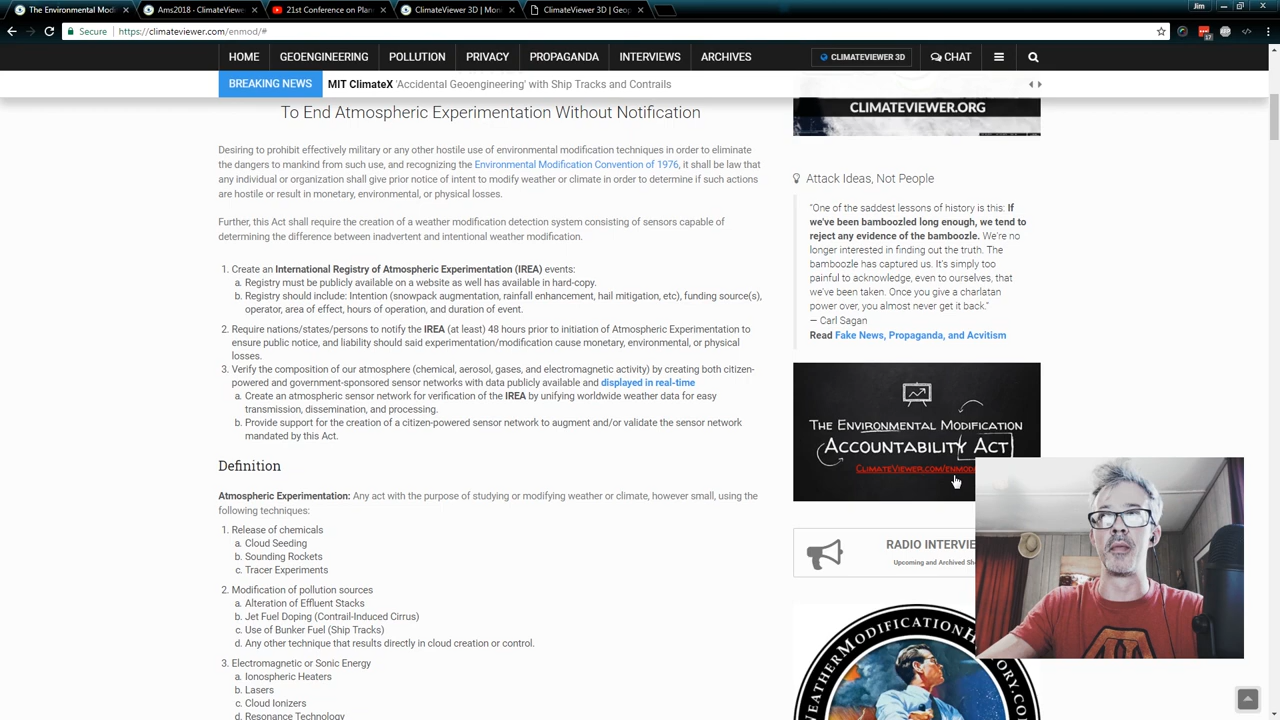 The Environmental Modifi
Ams2018 - climateviewer
21st Conference on Plan
ClimateViewer 3D | Mon
ClimateViewer 3D | Geop
Jim
Secure
https://climateviewer.com/enmod/#
17
HOME
GEOENGINEERING
POLLUTION
PRIVACY
PROPAGANDA
INTERVIEWS
ARCHIVES
CLIMATEVIEWER 3D
CHAT
BREAKING NEWS
MIT ClimateX 'Accidental Geoengineering' with Ship Tracks and Contrails
To End Atmospheric Experimentation Without Notification
Desiring to prohibit effectively military or any other hostile use of environmental modification techniques in order to eliminate
the dangers to mankind from such use, and recognizing the Environmental Modification Convention of 1976, it shall be law that
any individual or organization shall give prior notice of intent to modify weather or climate in order to determine if such actions
are hostile or result in monetary, environmental, or physical losses.
Further, this Act shall require the creation of a weather modification detection system consisting of sensors capable of
determining the difference between inadvertent and intentional weather modification.
1. Create an International Registry of Atmospheric Experimentation (IREA) events:
a. Registry must be publicly available on a website as well has available in hard-copy.
b. Registry should include: Intention (snowpack augmentation, rainfall enhancement, hail mitigation, etc), funding source(s),
operator, area of effect, hours of operation, and duration of event.
2. Require nations/states/persons to notify the IREA (at least) 48 hours prior to initiation of Atmospheric Experimentation to
ensure public notice, and liability should said experimentation/modification cause monetary, environmental, or physical
losses.
3. Verify the composition of our atmosphere (chemical, aerosol, gases, and electromagnetic activity) by creating both citizen-
powered and government-sponsored sensor networks with data publicly available and displayed in real-time
a. Create an atmospheric sensor network for verification of the IREA by unifying worldwide weather data for easy
transmission, dissemination, and processing.
b. Provide support for the creation of a citizen-powered sensor network to augment and/or validate the sensor network
mandated by this Act.
Definition
Atmospheric Experimentation: Any act with the purpose of studying or modifying weather or climate, however small, using the
following techniques:
1. Release of chemicals
a. Cloud Seeding
b. Sounding Rockets
c. Tracer Experiments
2. Modification of pollution sources
a. Alteration of Effluent Stacks
b. Jet Fuel Doping (Contrail-Induced Cirrus)
c. Use of Bunker Fuel (Ship Tracks)
d. Any other technique that results directly in cloud creation or control.
3. Electromagnetic or Sonic Energy
a. Ionospheric Heaters
b. Lasers
c. Cloud Ionizers
d. Resonance Technology
CLIMATEVIEWER.ORG
Attack Ideas, Not People
“One of the saddest lessons of history is this: If
we've been bamboozled long enough, we tend to
reject any evidence of the bamboozle. We're no
longer interested in finding out the truth. The
bamboozle has captured us. It's simply too
painful to acknowledge, even to ourselves, that
we've been taken. Once you give a charlatan
power over, you almost never get it back.”
— Carl Sagan
Read Fake News, Propaganda, and Acvitism
THE ENVIRONMENTAL MODIFICATION
ACCOUNTABILITY ACT
CLIMATEVIEWER.COM/ENMOD
RADIO INTERVIE
Upcoming and Archived Sh
WEATHERMODIFICATIONHISTORY.COM